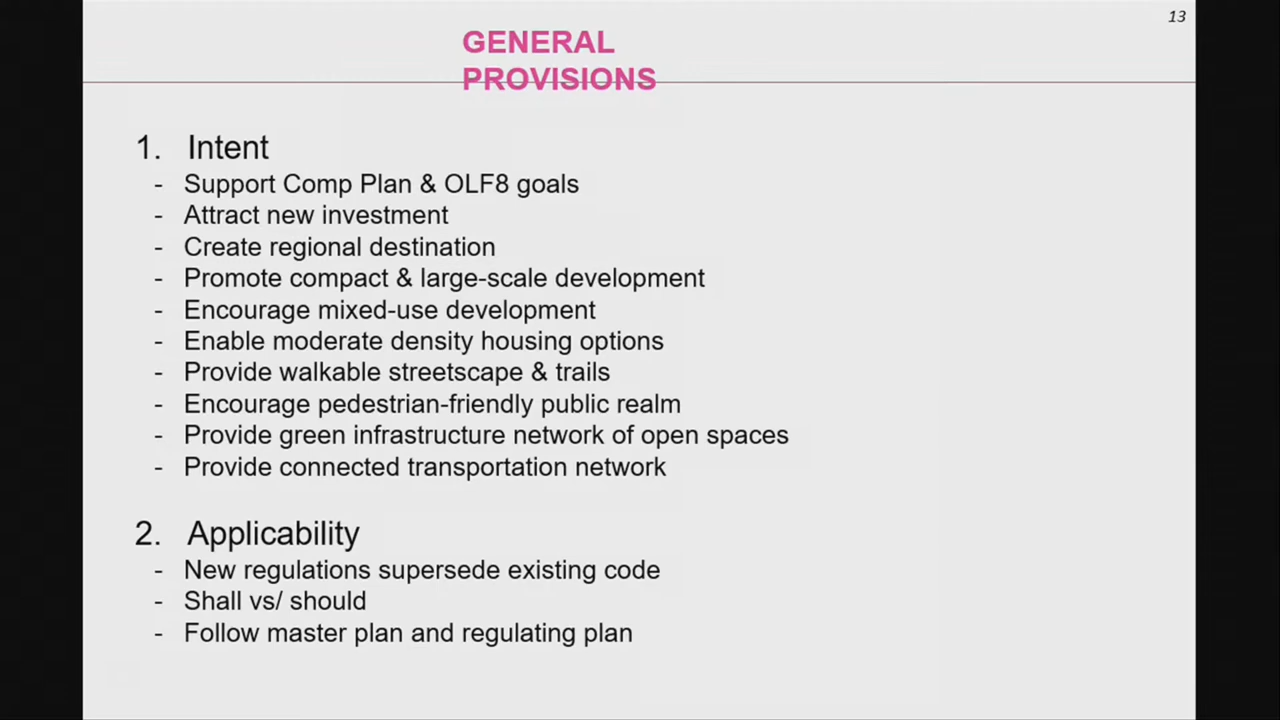 13
GENERAL
PROVISIONS
1. Intent
- Support Comp Plan & OLF8 goals
- Attract new investment
- Create regional destination
- Promote compact & large-scale development
- Encourage mixed-use development
- Enable moderate density housing options
- Provide walkable streetscape & trails
- Encourage pedestrian-friendly public realm
- Provide green infrastructure network of open spaces
- Provide connected transportation network
2. Applicability
- New regulations supersede existing code
- Shall vs/ should
- Follow master plan and regulating plan